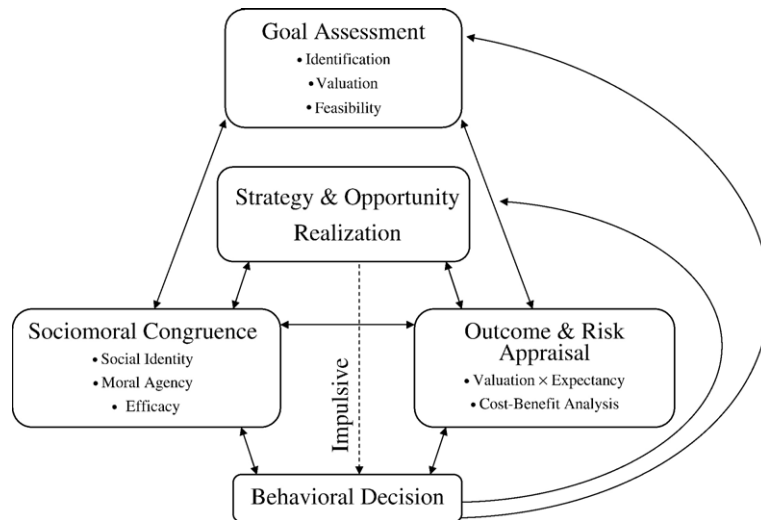 Goal Assessment
• Identification
• Valuation
• Feasibility
Strategy & Opportunity
Realization
Sociomoral Congruence
• Social Identity
• Moral Agency
• Efficacy
Outcome & Risk
Appraisal
• Valuation × Expectancy
• Cost-Benefit Analysis
Impulsive
Behavioral Decision